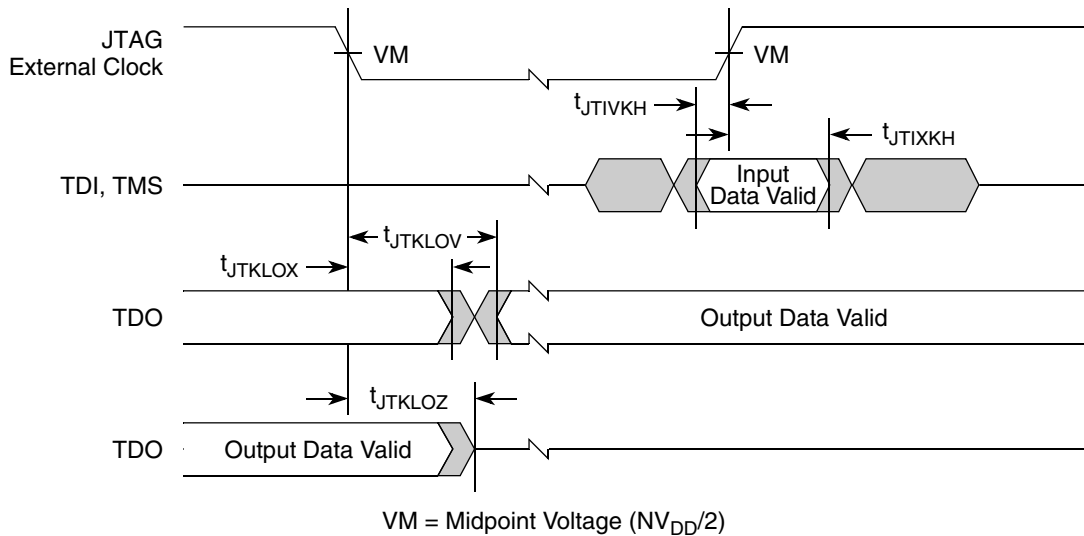 JTAG
External Clock
VM
VM
tJTIVKH
tJTIXKH
TDI, TMS
Input
Data Valid
tJTKLOV
tJTKLOX
TDO
Output Data Valid
tJTKLOZ
TDO
Output Data Valid
VM = Midpoint Voltage (NVDD/2)